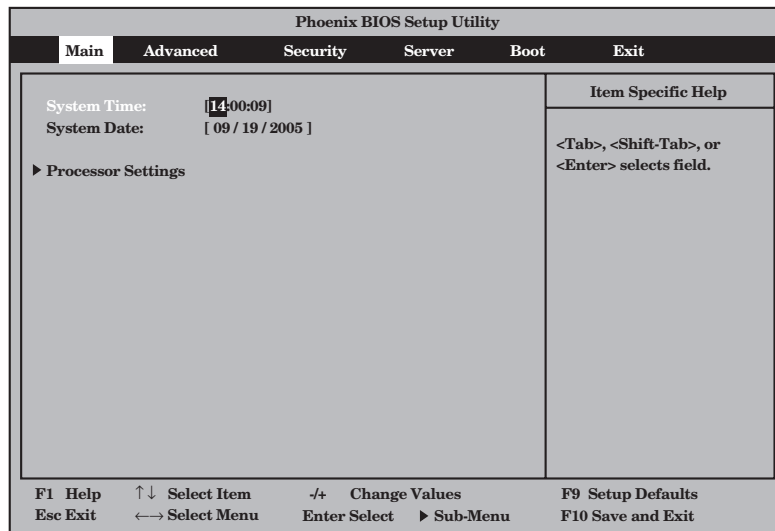 Phoenix BIOS Setup Utility
Main Advanced Security Server Boot Exit
Item Specific Help
System Time: [14:00:09]
System Date: [ 09 / 19 / 2005 ]
<Tab>, <Shift-Tab>, or
<Enter> selects field.
▶ Processor Settings
F1 Help ↑↓ Select Item -/+ Change Values F9 Setup Defaults
Esc Exit ←→ Select Menu Enter Select ▶ Sub-Menu F10 Save and Exit